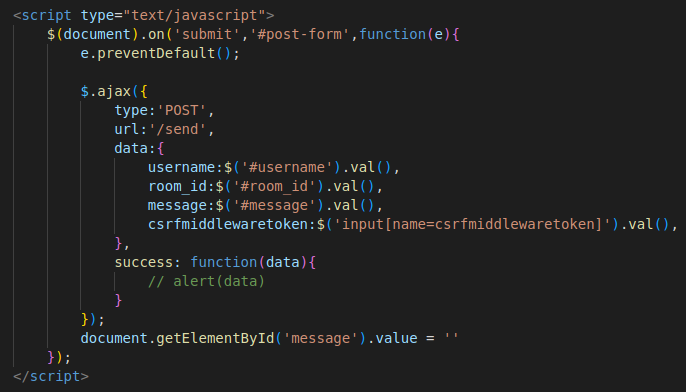 <script type="text/javascript">
    $(document).on('submit','#post-form',function(e){
        e.preventDefault();

        $.ajax({
            type:'POST',
            url:'/send',
            data:{
                username:$('#username').val(),
                room_id:$('#room_id').val(),
                message:$('#message').val(),
                csrfmiddlewaretoken:$('input[name=csrfmiddlewaretoken]').val(),
            },
            success: function(data){
                // alert(data)
            }
        });
        document.getElementById('message').value = ''
    });
</script>